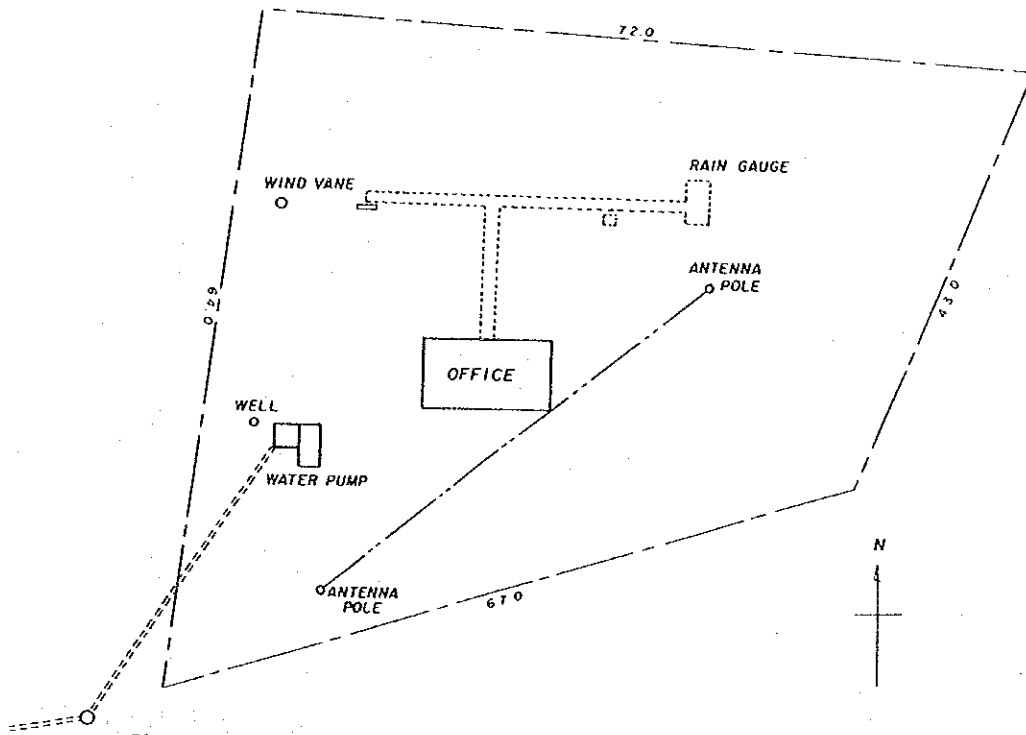 72.0
RAIN GAUGE
WIND VANE
ANTENNA
POLE
64.0
43.0
OFFICE
WELL
WATER PUMP
N
ANTENNA
POLE
67.0